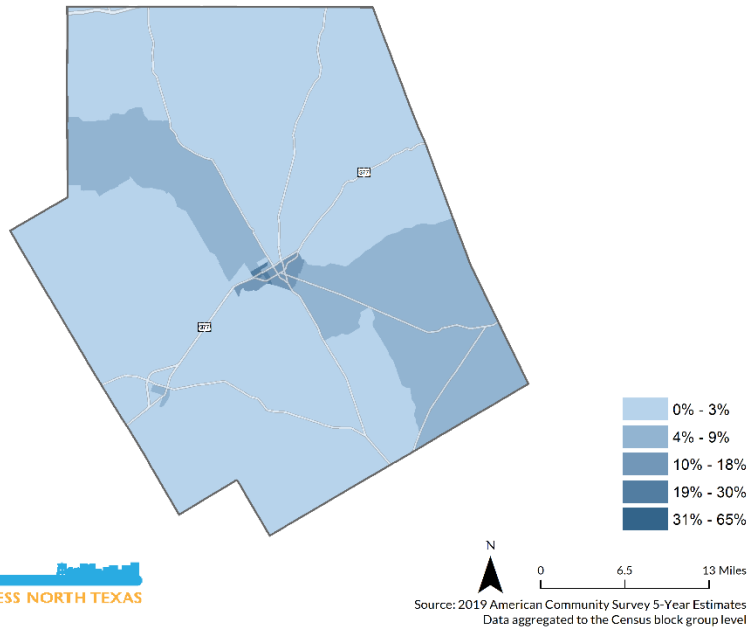 377
377
0% - 3%
4% - 9%
10% - 18%
19% - 30%
31% - 65%
N
0 6.5 13 Miles
ESS NORTH TEXAS
Source: 2019 American Community Survey 5-Year Estimates
Data aggregated to the Census block group level